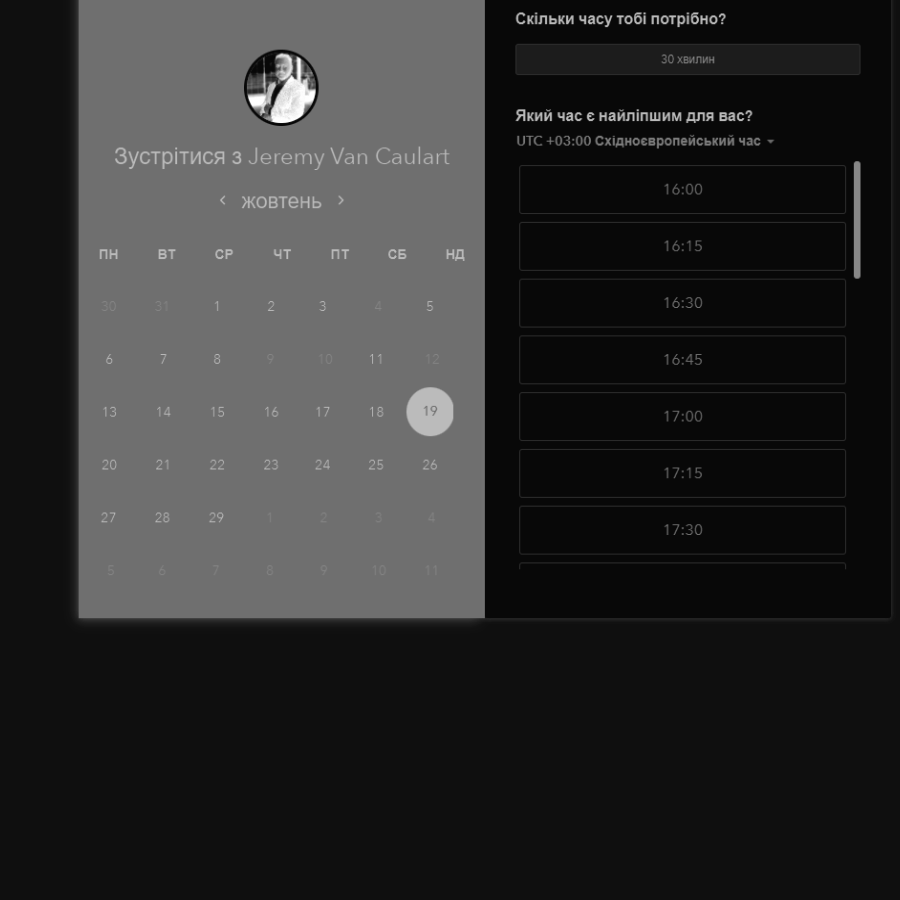 Зустрітися з Jeremy Van Caulart
жовтень
ПН ВТ СР ЧТ ПТ СБ НД
30 31 1 2 3 4 5
6 7 8 9 10 11 12
13 14 15 16 17 18 19
20 21 22 23 24 25 26
27 28 29 1 2 3 4
5 6 7 8 9 10 11
Скільки часу тобі потрібно?
30 хвилин
Який час є найліпшим для вас?
UTC +03:00 Східноєвропейський час
16:00
16:15
16:30
16:45
17:00
17:15
17:30